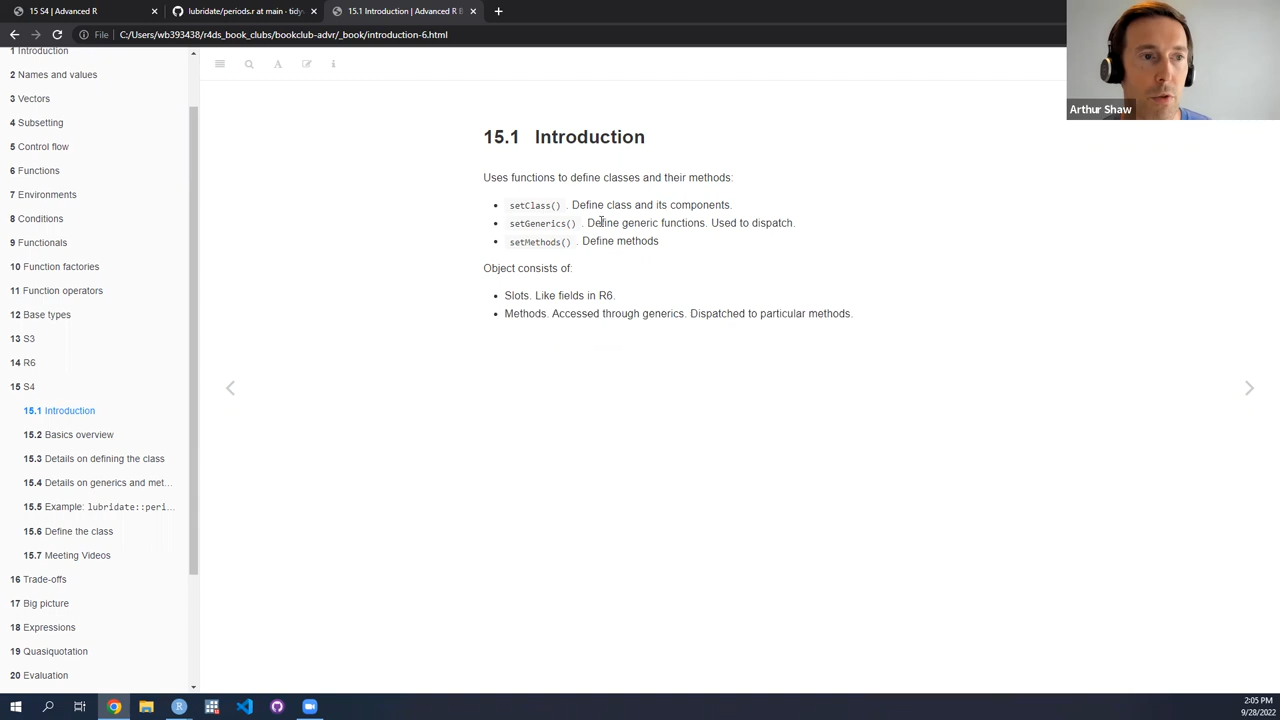 15 S4 | Advanced R
lubridate/periods.r at main · tidy
15.1 Introduction | Advanced R B
File
C:/Users/wb393438/r4ds_book_clubs/bookclub-advr/_book/introduction-6.html
Arthur Shaw
1 Introduction
2 Names and values
3 Vectors
4 Subsetting
5 Control flow
6 Functions
7 Environments
8 Conditions
9 Functionals
10 Function factories
11 Function operators
12 Base types
13 S3
14 R6
15 S4
15.1 Introduction
15.2 Basics overview
15.3 Details on defining the class
15.4 Details on generics and met...
15.5 Example: lubridate::peri...
15.6 Define the class
15.7 Meeting Videos
16 Trade-offs
17 Big picture
18 Expressions
19 Quasiquotation
20 Evaluation
15.1 Introduction
Uses functions to define classes and their methods:
setClass() . Define class and its components.
setGenerics() . Define generic functions. Used to dispatch.
setMethods() . Define methods
Object consists of:
Slots. Like fields in R6.
Methods. Accessed through generics. Dispatched to particular methods.
2:05 PM
9/28/2022